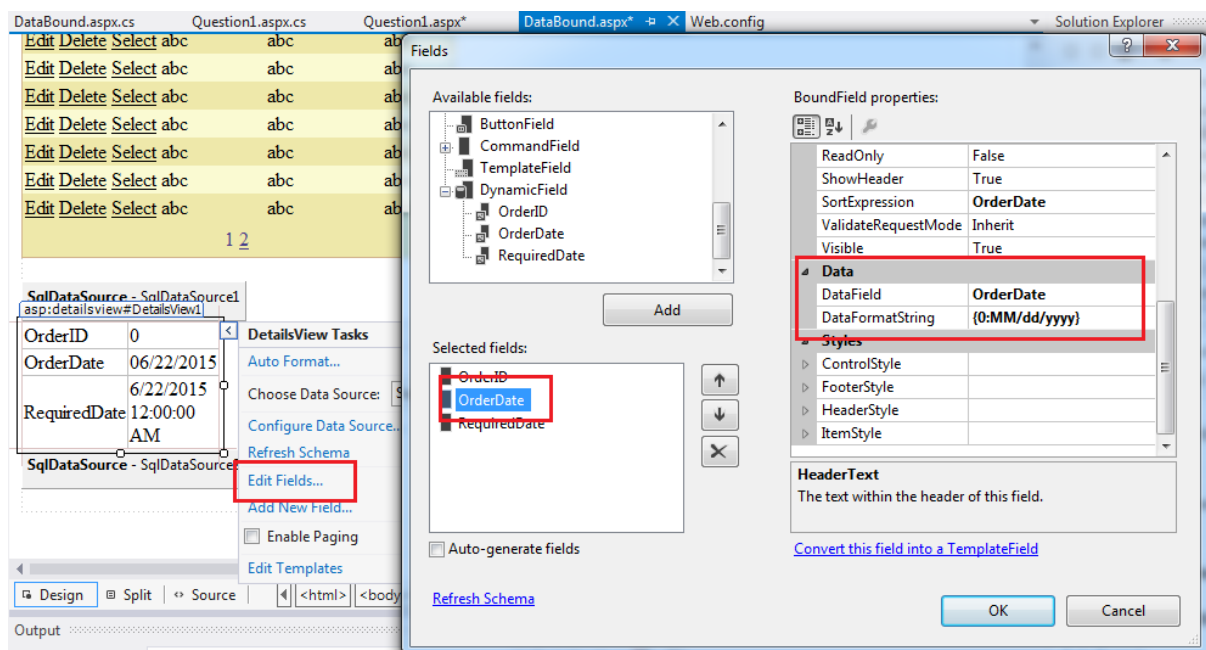 DataBound.aspx.cs Question1.aspx.cs Question1.aspx* DataBound.aspx* Web.config Solution Explorer
Edit Delete Select abc abc ab
Edit Delete Select abc abc ab
Edit Delete Select abc abc ab
Edit Delete Select abc abc ab
Edit Delete Select abc abc ab
Edit Delete Select abc abc ab
Edit Delete Select abc abc ab
1 2
SqlDataSource - SqlDataSource1
asp:detailsview#DetailsView1
OrderID 0
OrderDate 06/22/2015
RequiredDate 6/22/2015
12:00:00
AM
SqlDataSource - SqlDataSource
DetailsView Tasks
Auto Format...
Choose Data Source: S
Configure Data Source..
Refresh Schema
Edit Fields...
Add New Field...
Enable Paging
Edit Templates
Design Split Source <html> <body
Output
Fields
Available fields:
ButtonField
CommandField
TemplateField
DynamicField
OrderID
OrderDate
RequiredDate
Add
Selected fields:
OrderID
OrderDate
RequiredDate
Auto-generate fields
Refresh Schema
BoundField properties:
ReadOnly False
ShowHeader True
SortExpression OrderDate
ValidateRequestMode Inherit
Visible True
Data
DataField OrderDate
DataFormatString {0:MM/dd/yyyy}
Styles
ControlStyle
FooterStyle
HeaderStyle
ItemStyle
HeaderText
The text within the header of this field.
Convert this field into a TemplateField
OK Cancel